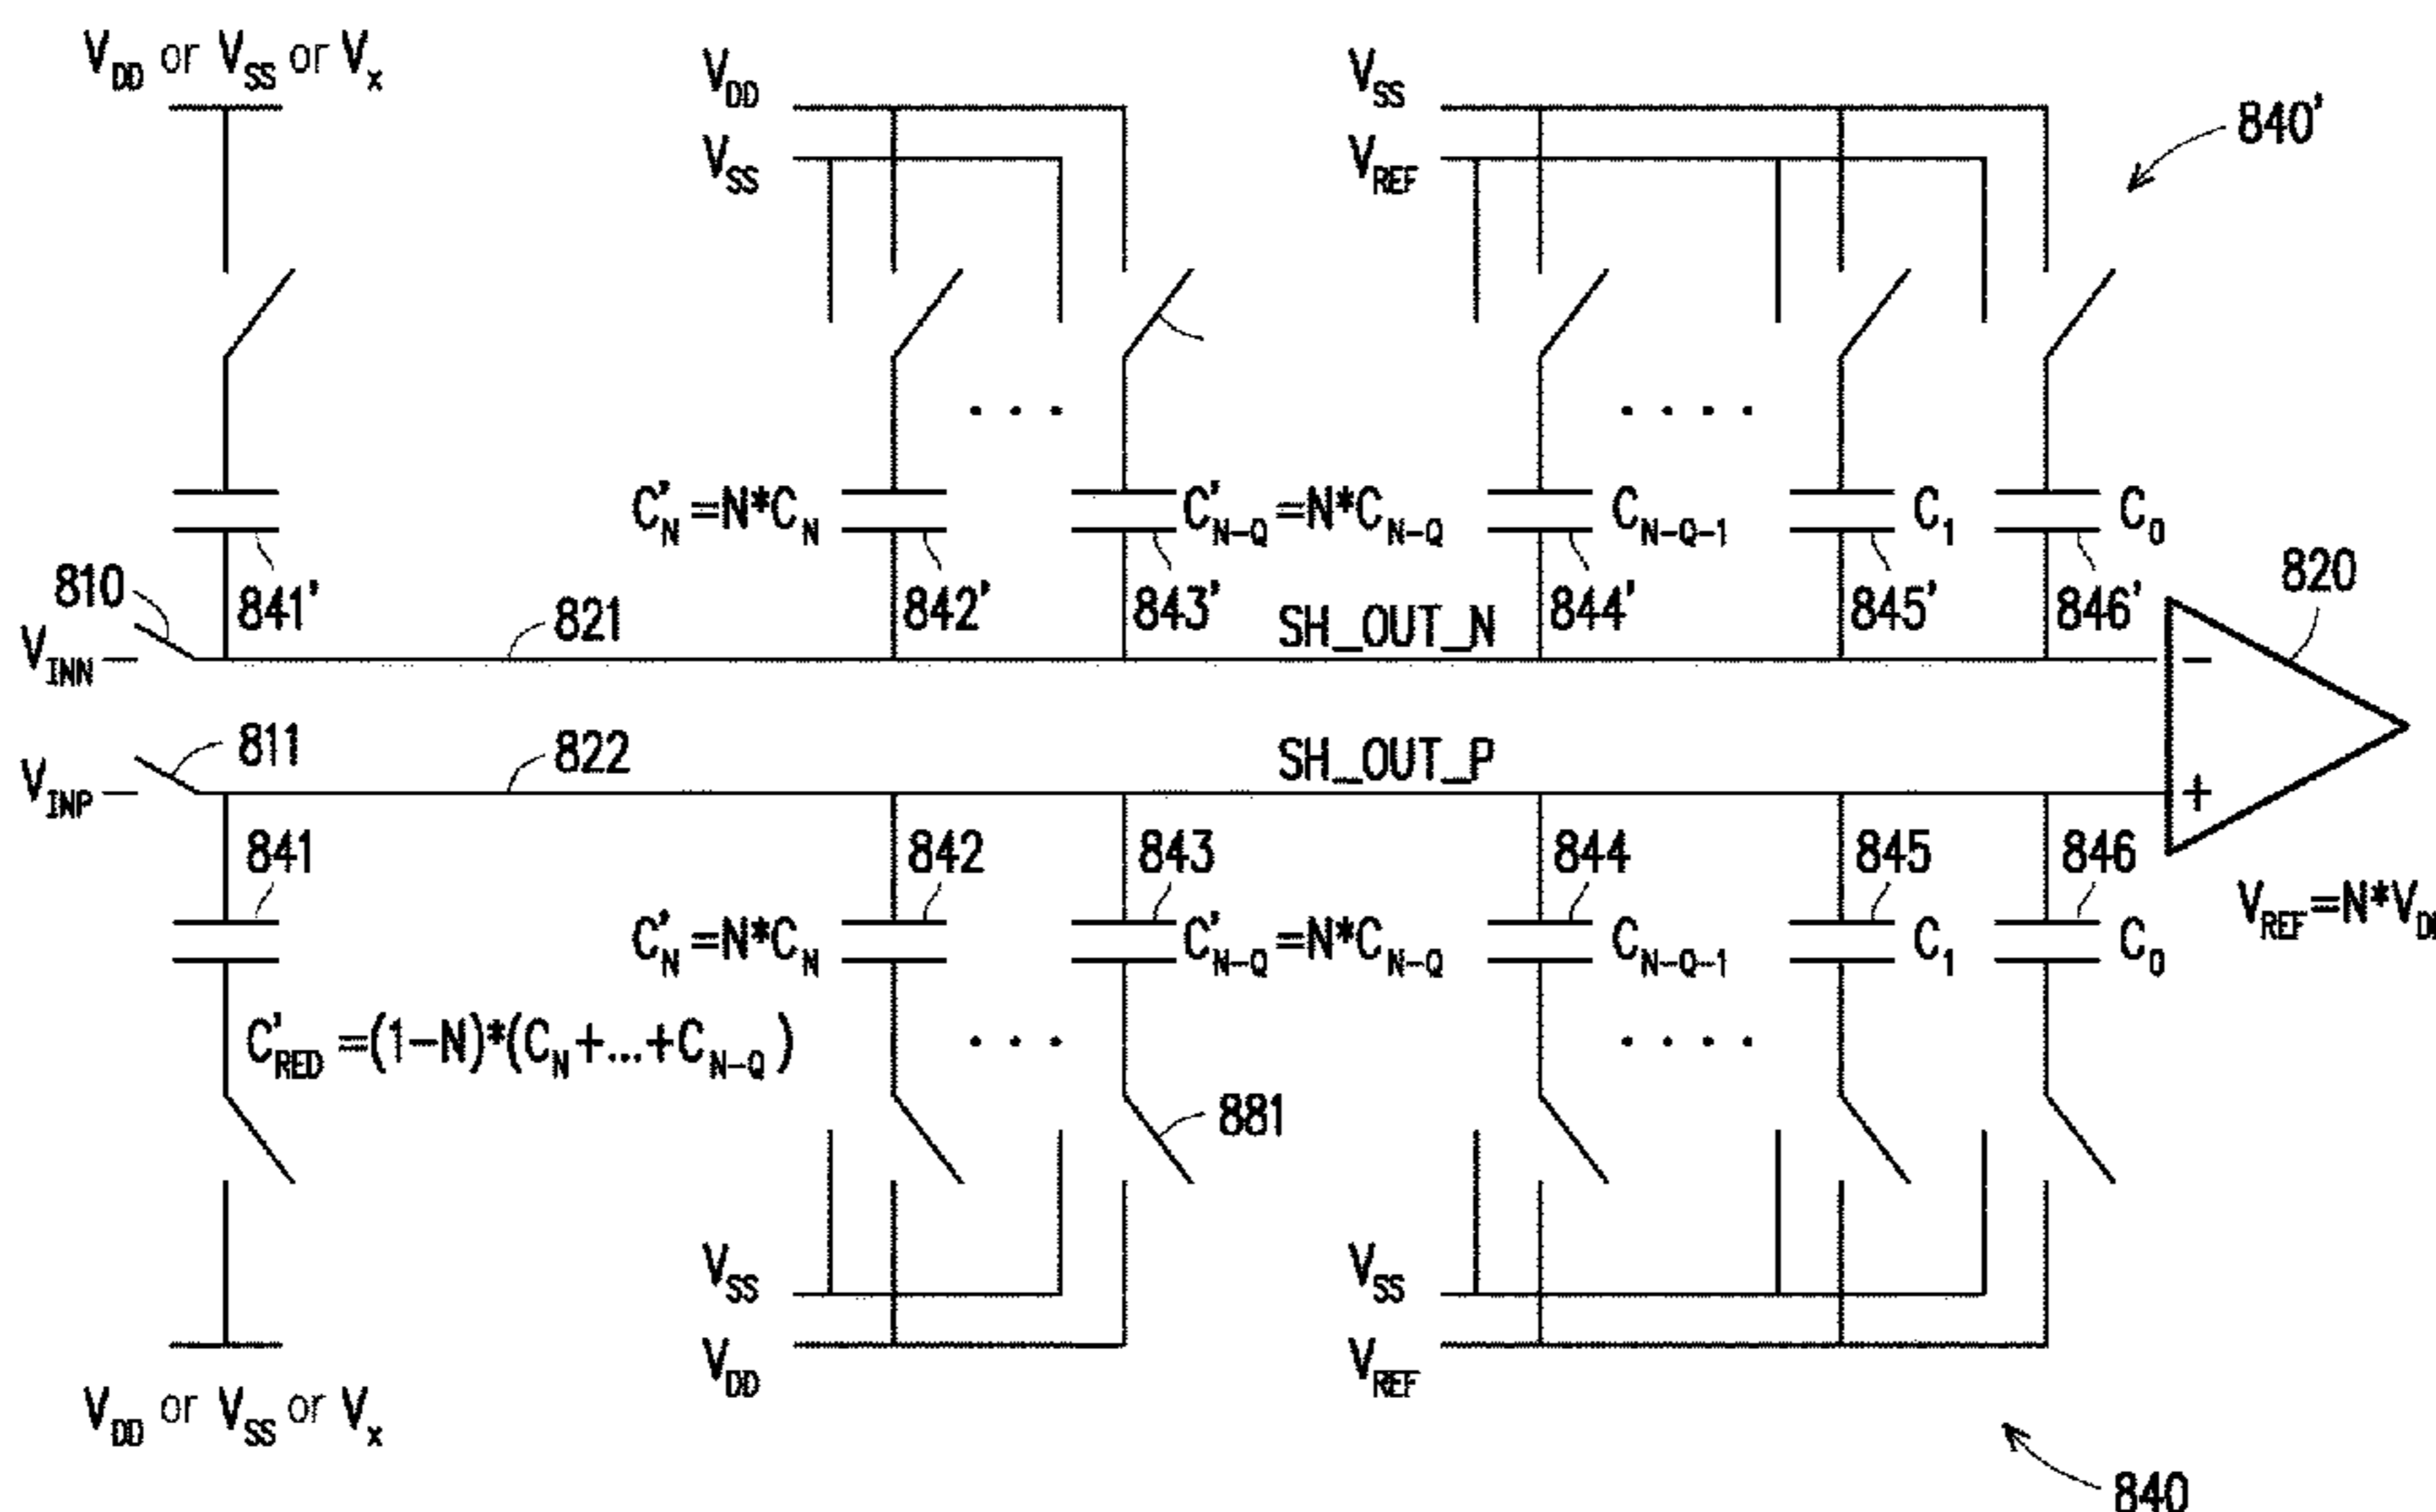 V_DD or V_SS or V_x
V_DD
V_SS
V_SS
V_REF
840'
C'_N=N*C_N
C'_N-Q=N*C_N-Q
C_N-Q-1
C_1
C_0
810
841'
842'
843'
844'
845'
846'
820
821
SH_OUT_N
V_INN
−
811
822
SH_OUT_P
V_INP
+
841
842
843
844
845
846
C'_N=N*C_N
C'_N-Q=N*C_N-Q
C_N-Q-1
C_1
C_0
V_REF=N*V_D
C'_RED=(1-N)*(C_N+...+C_N-Q)
881
V_SS
V_DD
V_SS
V_REF
V_DD or V_SS or V_x
840